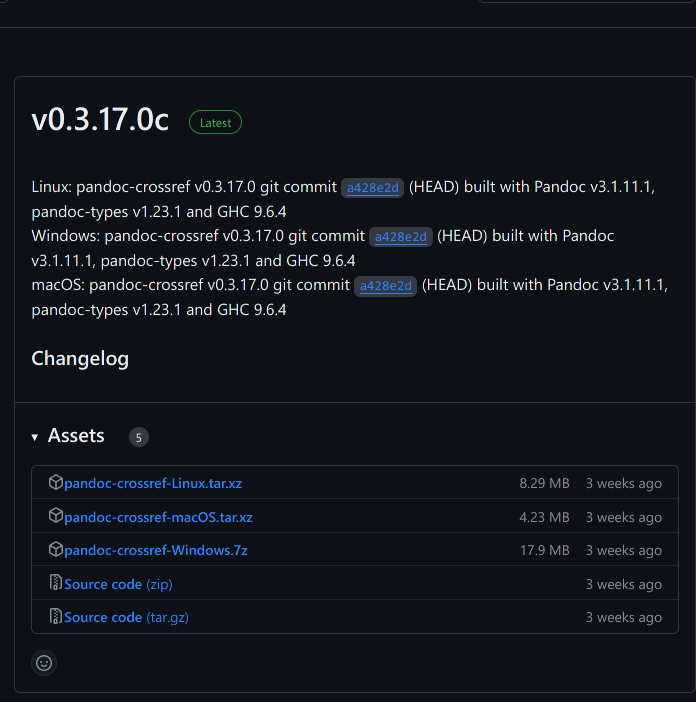 v0.3.17.0c Latest
Linux: pandoc-crossref v0.3.17.0 git commit a428e2d (HEAD) built with Pandoc v3.1.11.1,
pandoc-types v1.23.1 and GHC 9.6.4
Windows: pandoc-crossref v0.3.17.0 git commit a428e2d (HEAD) built with Pandoc
v3.1.11.1, pandoc-types v1.23.1 and GHC 9.6.4
macOS: pandoc-crossref v0.3.17.0 git commit a428e2d (HEAD) built with Pandoc v3.1.11.1,
pandoc-types v1.23.1 and GHC 9.6.4
Changelog
Assets 5
pandoc-crossref-Linux.tar.xz 8.29 MB 3 weeks ago
pandoc-crossref-macOS.tar.xz 4.23 MB 3 weeks ago
pandoc-crossref-Windows.7z 17.9 MB 3 weeks ago
Source code (zip) 3 weeks ago
Source code (tar.gz) 3 weeks ago